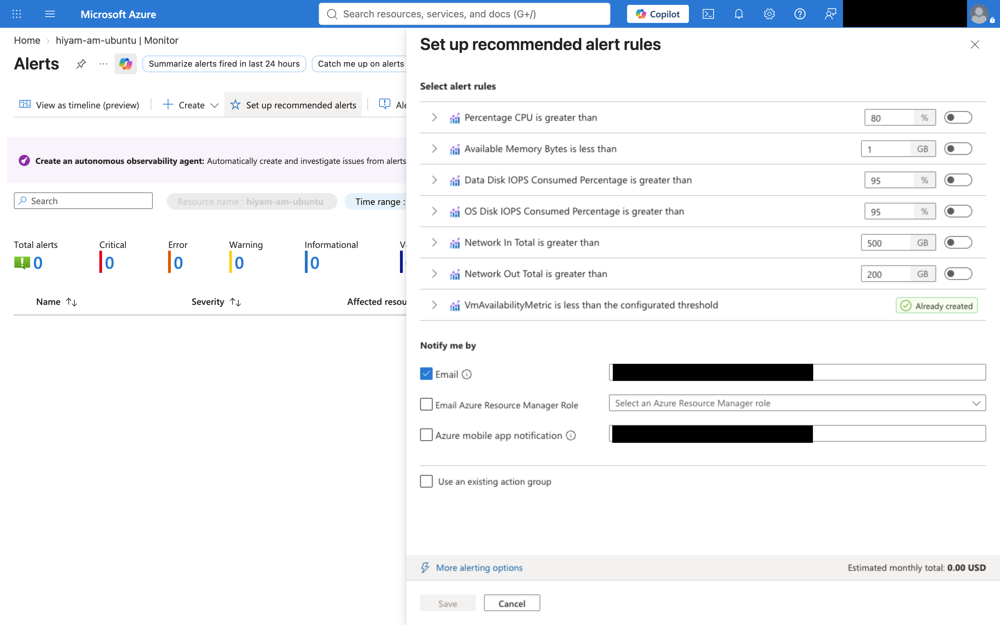 Microsoft Azure
Search resources, services, and docs (G+/)
Copilot
Home > hiyam-am-ubuntu | Monitor
Alerts
Summarize alerts fired in last 24 hours
Catch me up on alerts
View as timeline (preview)
Create
Set up recommended alerts
Ale
Create an autonomous observability agent: Automatically create and investigate issues from alerts
Search
Resource name : hiyam-am-ubuntu
Time range :
Total alerts
0
Critical
0
Error
0
Warning
0
Informational
0
Name
Severity
Affected resou
Set up recommended alert rules
Select alert rules
Percentage CPU is greater than
80 %
Available Memory Bytes is less than
1 GB
Data Disk IOPS Consumed Percentage is greater than
95 %
OS Disk IOPS Consumed Percentage is greater than
95 %
Network In Total is greater than
500 GB
Network Out Total is greater than
200 GB
VmAvailabilityMetric is less than the configurated threshold
Already created
Notify me by
Email
Email Azure Resource Manager Role
Select an Azure Resource Manager role
Azure mobile app notification
Use an existing action group
More alerting options
Estimated monthly total: 0.00 USD
Save
Cancel